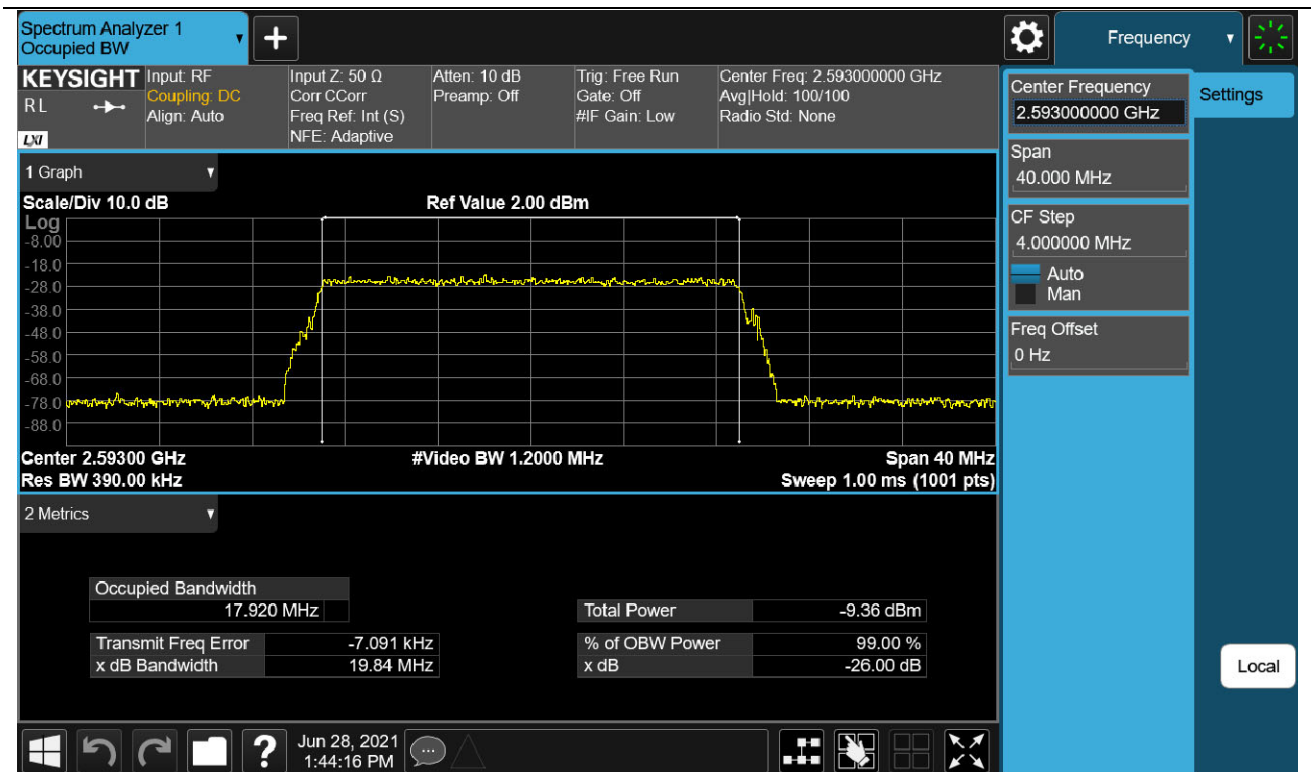 Spectrum Analyzer 1
Occupied BW
+
Frequency
KEYSIGHT
R L
LXI
Input: RF
Coupling: DC
Align: Auto
Input Z: 50 Ω
Corr CCorr
Freq Ref: Int (S)
NFE: Adaptive
Atten: 10 dB
Preamp: Off
Trig: Free Run
Gate: Off
#IF Gain: Low
Center Freq: 2.593000000 GHz
Avg|Hold: 100/100
Radio Std: None
Center Frequency
2.593000000 GHz
Settings
Span
40.000 MHz
CF Step
4.000000 MHz
Auto
Man
Freq Offset
0 Hz
Local
1 Graph
Scale/Div 10.0 dB
Ref Value 2.00 dBm
Log
-8.00
-18.0
-28.0
-38.0
-48.0
-58.0
-68.0
-78.0
-88.0
Center 2.59300 GHz
#Video BW 1.2000 MHz
Span 40 MHz
Res BW 390.00 kHz
Sweep 1.00 ms (1001 pts)
2 Metrics
Occupied Bandwidth
17.920 MHz
Total Power -9.36 dBm
Transmit Freq Error -7.091 kHz
% of OBW Power 99.00 %
x dB Bandwidth 19.84 MHz
x dB -26.00 dB
?
Jun 28, 2021
1:44:16 PM